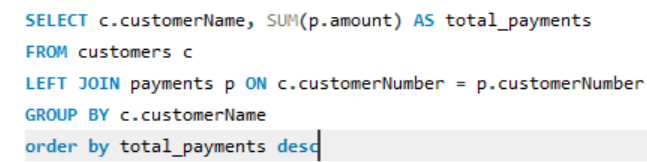 SELECT c.customerName, SUM(p.amount) AS total_payments
FROM customers c
LEFT JOIN payments p ON c.customerNumber = p.customerNumber
GROUP BY c.customerName
order by total_payments desc